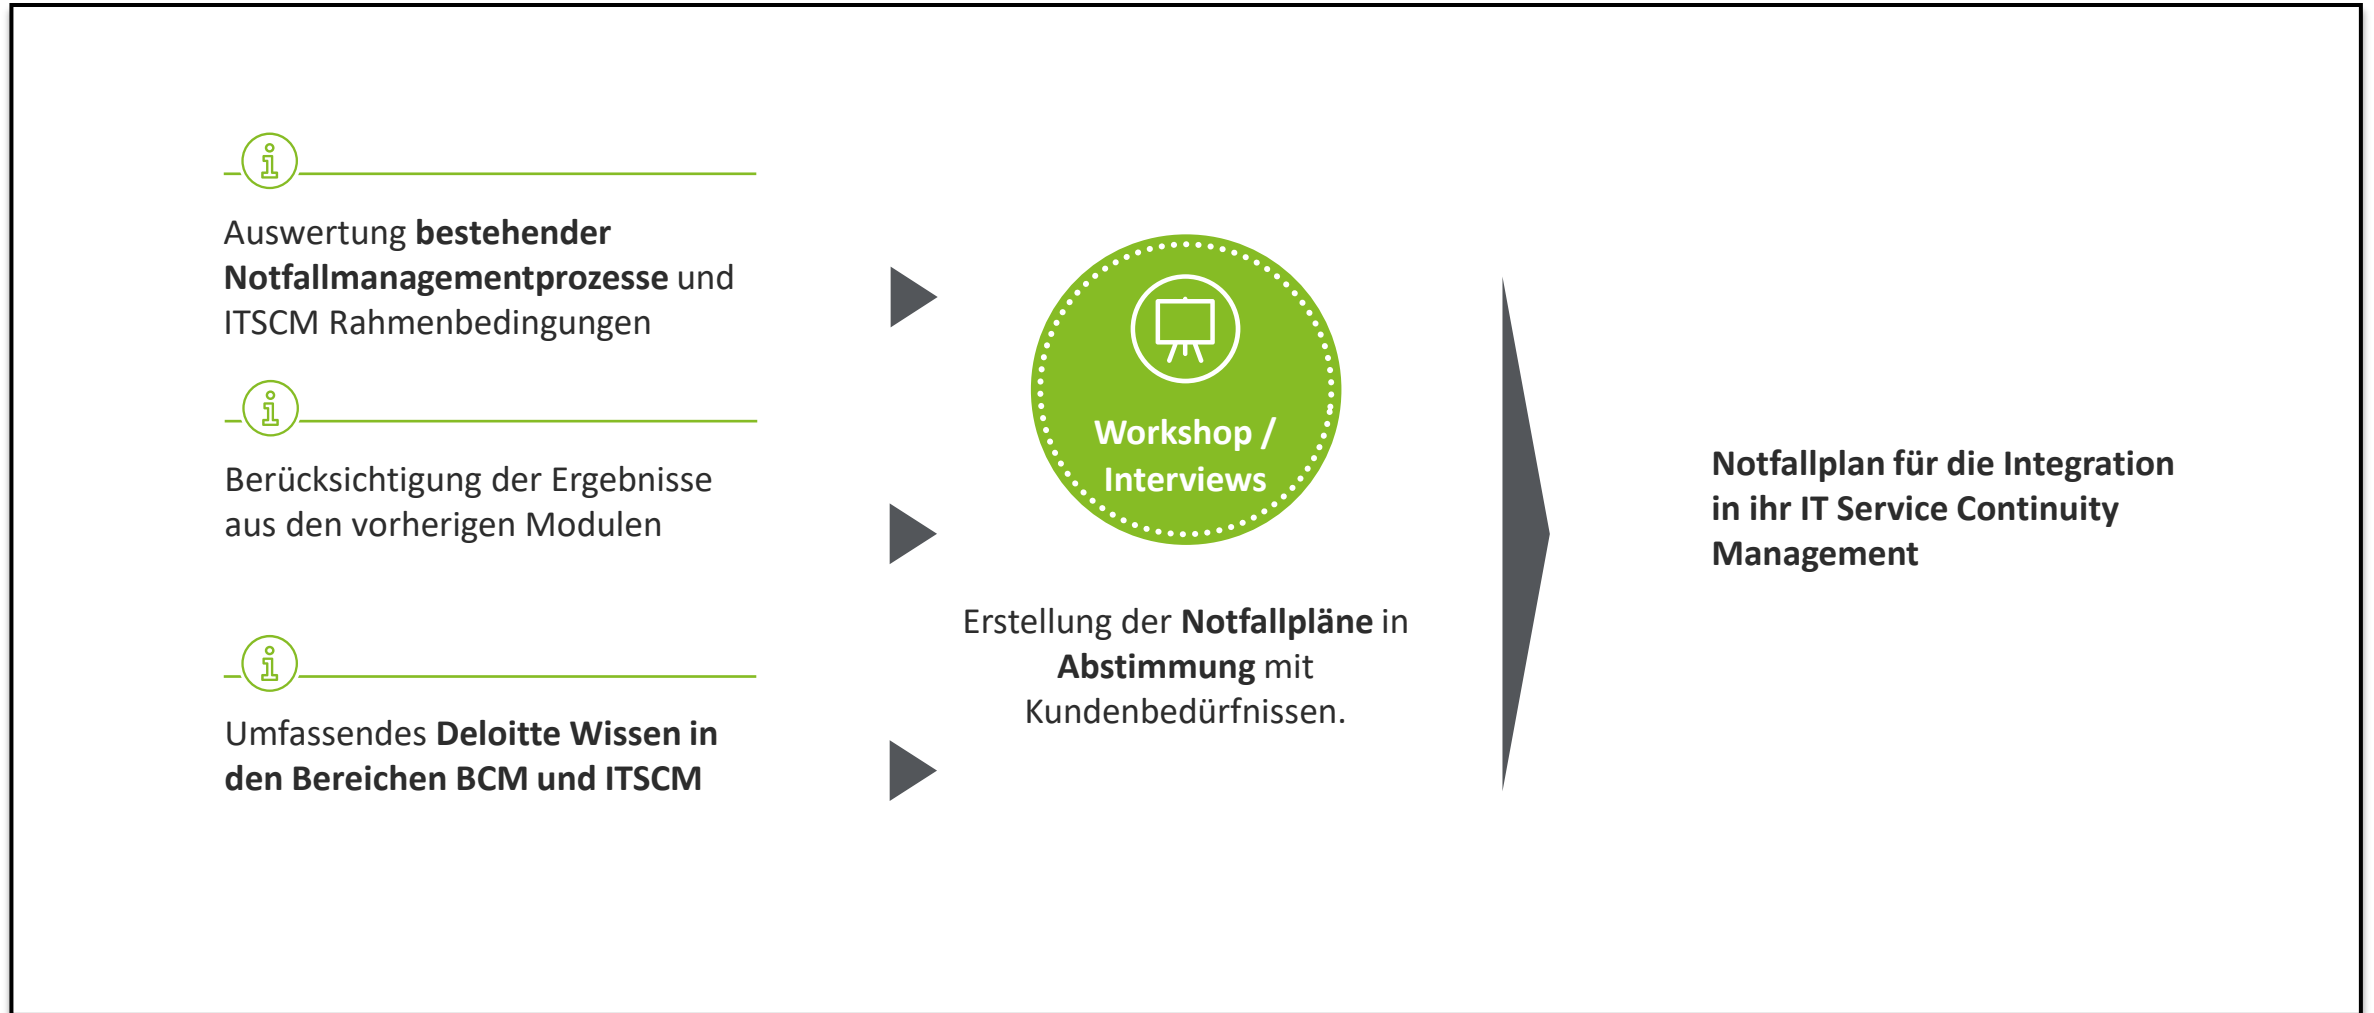 Auswertung bestehender
Notfallmanagementprozesse und
ITSCM Rahmenbedingungen
Berücksichtigung der Ergebnisse
aus den vorherigen Modulen
Umfassendes Deloitte Wissen in
den Bereichen BCM und ITSCM
Workshop /
Interviews
Erstellung der Notfallpläne in
Abstimmung mit
Kundenbedürfnissen.
Notfallplan für die Integration
in ihr IT Service Continuity
Management